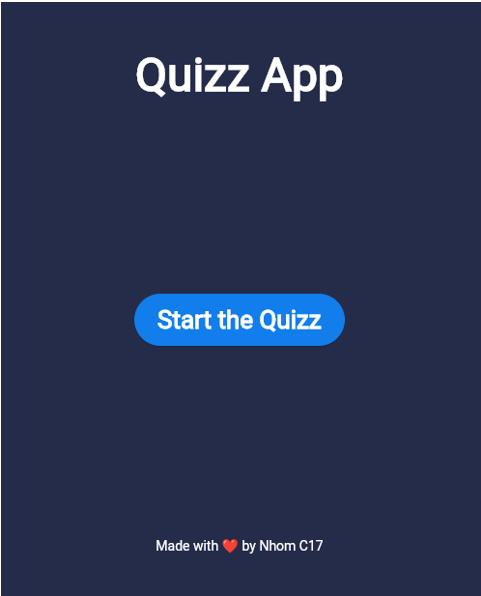 Quizz App
Start the Quizz
Made with ❤️ by Nhom C17